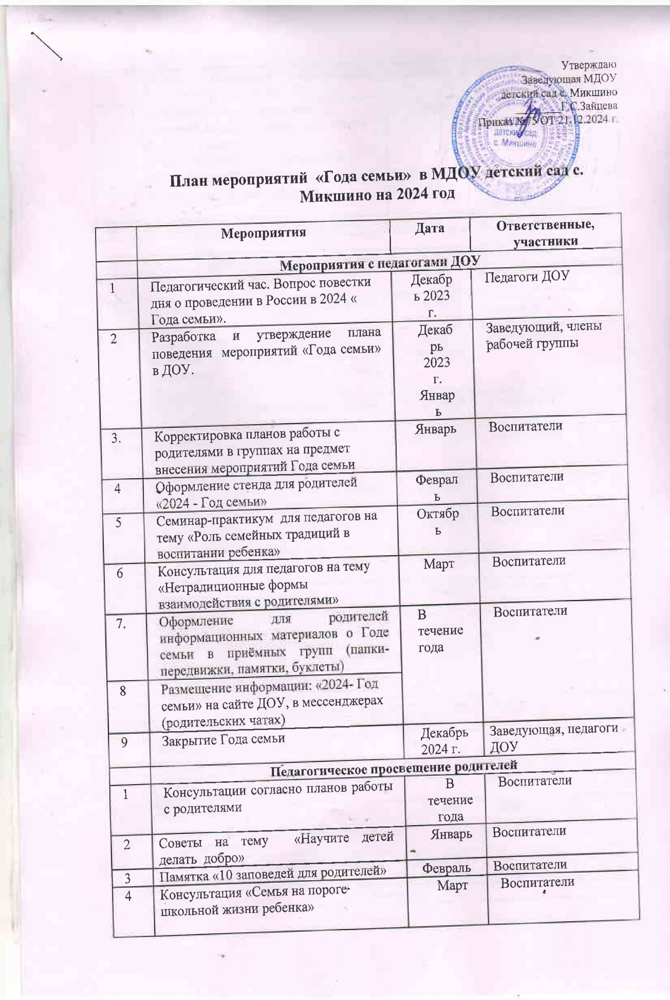 Утверждаю
Заведующая МДОУ
детский сад с. Микшино
Г.С.Зайцева
Приказ №75 ОТ 21.12.2024 г.
детский сад
с. Микшино
План мероприятий «Года семьи» в МДОУ детский сад с.
Микшино на 2024 год
Мероприятия
Дата
Ответственные,
участники
Мероприятия с педагогами ДОУ
1
Педагогический час. Вопрос повестки
дня о проведении в России в 2024 «
Года семьи».
Декабр
ь 2023
г.
Педагоги ДОУ
2
Разработка и утверждение плана
поведения мероприятий «Года семьи»
в ДОУ.
Декаб
рь
2023
г.
Январ
ь
Заведующий, члены
рабочей группы
3.
Корректировка планов работы с
родителями в группах на предмет
внесения мероприятий Года семьи
Январь
Воспитатели
4
Оформление стенда для родителей
«2024 - Год семьи»
Феврал
ь
Воспитатели
5
Семинар-практикум для педагогов на
тему «Роль семейных традиций в
воспитании ребенка»
Октябр
ь
Воспитатели
6
Консультация для педагогов на тему
«Нетрадиционные формы
взаимодействия с родителями»
Март
Воспитатели
7.
Оформление для родителей
информационных материалов о Годе
семьи в приёмных групп (папки-
передвижки, памятки, буклеты)
В
течение
года
Воспитатели
8
Размещение информации: «2024- Год
семьи» на сайте ДОУ, в мессенджерах
(родительских чатах)
9
Закрытие Года семьи
Декабрь
2024 г.
Заведующая, педагоги
ДОУ
Педагогическое просвещение родителей
1
Консультации согласно планов работы
с родителями
В
течение
года
Воспитатели
2
Советы на тему «Научите детей
делать добро»
Январь
Воспитатели
3
Памятка «10 заповедей для родителей»
Февраль
Воспитатели
4
Консультация «Семья на пороге
школьной жизни ребенка»
Март
Воспитатели